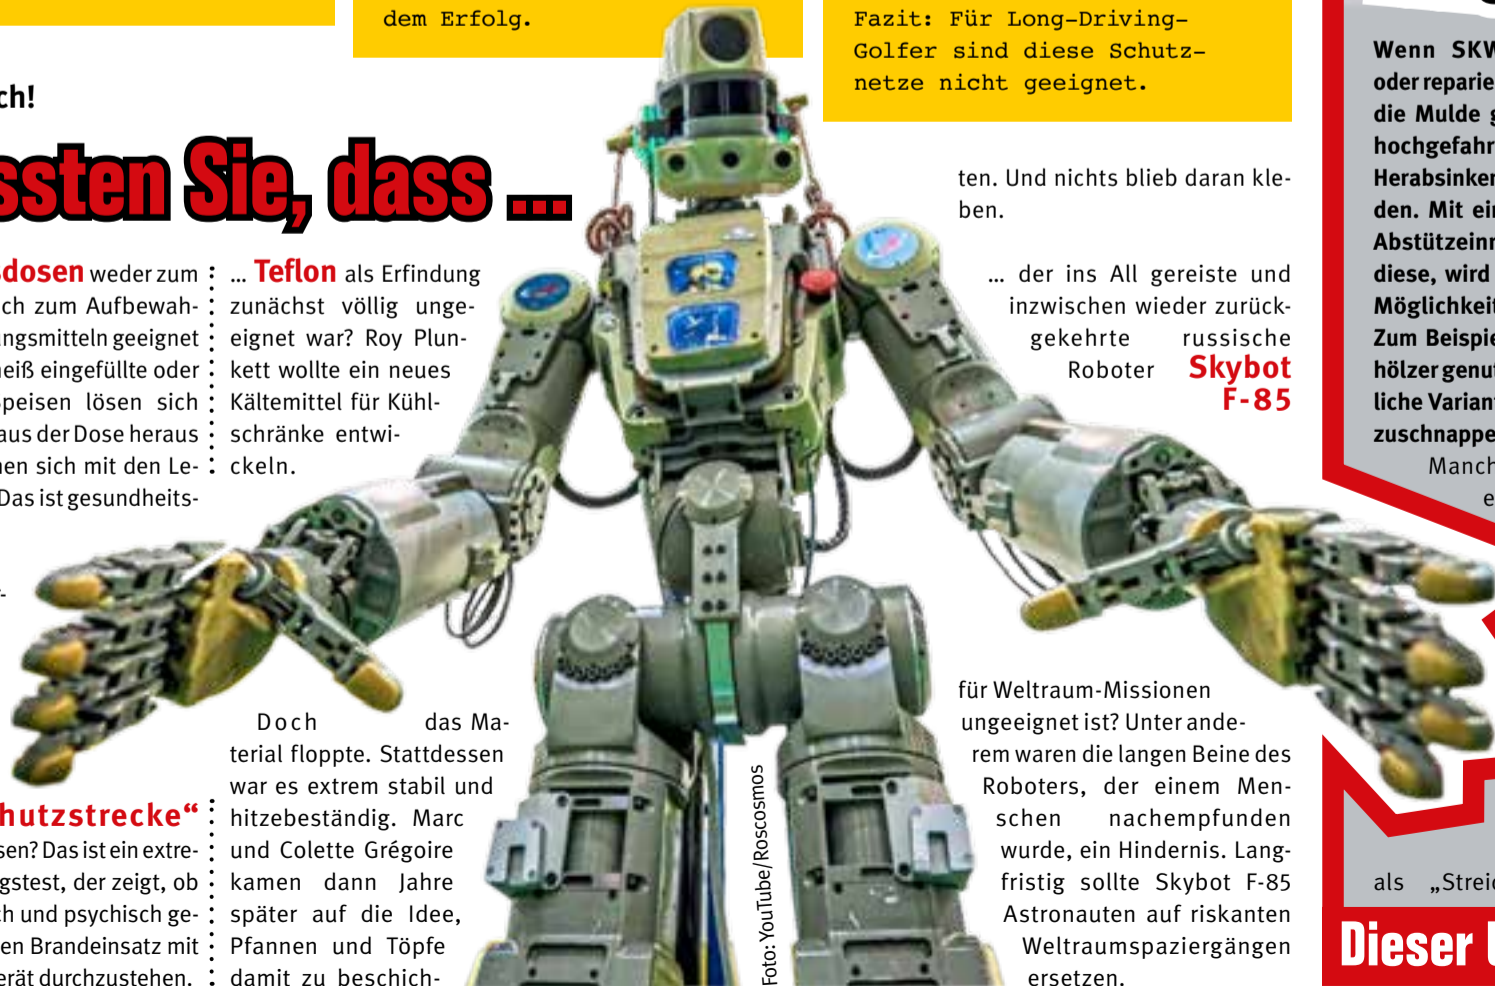 dem Erfolg.
Fazit: Für Long-Driving-
Golfer sind diese Schutz-
netze nicht geeignet.
ch!
ssten Sie, dass ...
dosen weder zum
ch zum Aufbewah-
ungsmitteln geeignet
heiß eingefüllte oder
peisen lösen sich
aus der Dose heraus
nen sich mit den Le-
Das ist gesundheits-
-
hutzstrecke“
sen? Das ist ein extre-
gstest, der zeigt, ob
ch und psychisch ge-
en Brandeinsatz mit
erät durchzustehen.
... Teflon als Erfindung
zunächst völlig unge-
eignet war? Roy Plun-
kett wollte ein neues
Kältemittel für Kühl-
schränke entwi-
ckeln.
Doch das Ma-
terial floppte. Stattdessen
war es extrem stabil und
hitzebeständig. Marc
und Colette Grégoire
kamen dann Jahre
später auf die Idee,
Pfannen und Töpfe
damit zu beschich-
ten. Und nichts blieb daran kle-
ben.
... der ins All gereiste und
inzwischen wieder zurück-
gekehrte russische
Roboter Skybot
F-85
für Weltraum-Missionen
ungeeignet ist? Unter ande-
rem waren die langen Beine des
Roboters, der einem Men-
schen nachempfunden
wurde, ein Hindernis. Lang-
fristig sollte Skybot F-85
Astronauten auf riskanten
Weltraumspaziergängen
ersetzen.
Foto: YouTube/Roscosmos
Wenn SKW
oder reparie
die Mulde g
hochgefahr
Herabsinken
den. Mit ein
Abstützeinr
diese, wird
Möglichkeit
Zum Beispie
hölzer genut
liche Variant
zuschnappe
Manch
e
als „Streic
Dieser U